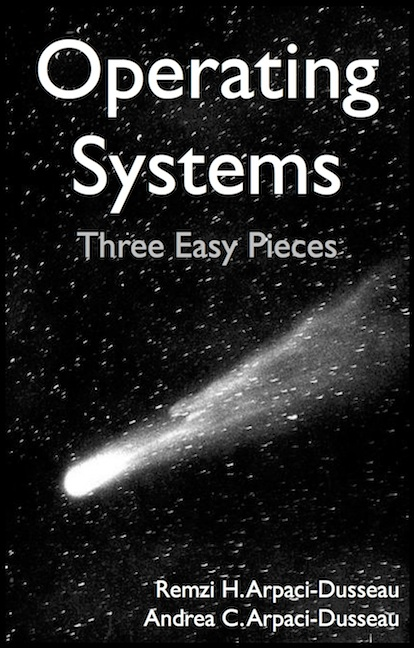 Operating
Systems
Three Easy Pieces
Remzi H. Arpaci-Dusseau
Andrea C. Arpaci-Dusseau